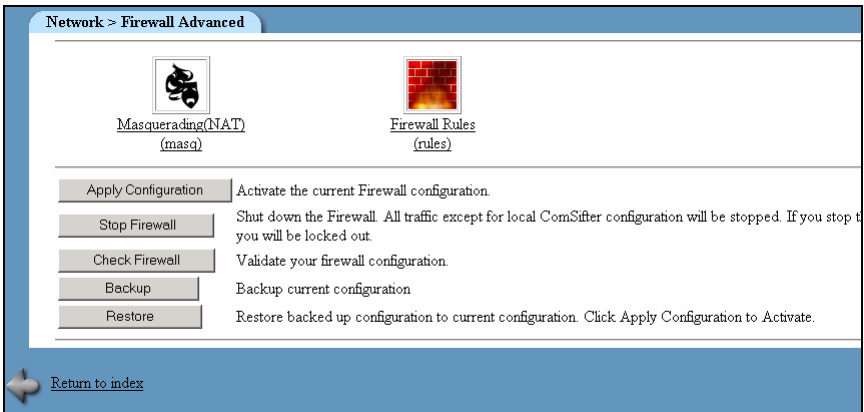 Network > Firewall Advanced
Masquerading(NAT)
(masq)
Firewall Rules
(rules)
Apply Configuration Activate the current Firewall configuration.
Stop Firewall Shut down the Firewall. All traffic except for local ComSifter configuration will be stopped. If you stop
you will be locked out.
Check Firewall Validate your firewall configuration.
Backup Backup current configuration
Restore Restore backed up configuration to current configuration. Click Apply Configuration to Activate.
Return to index